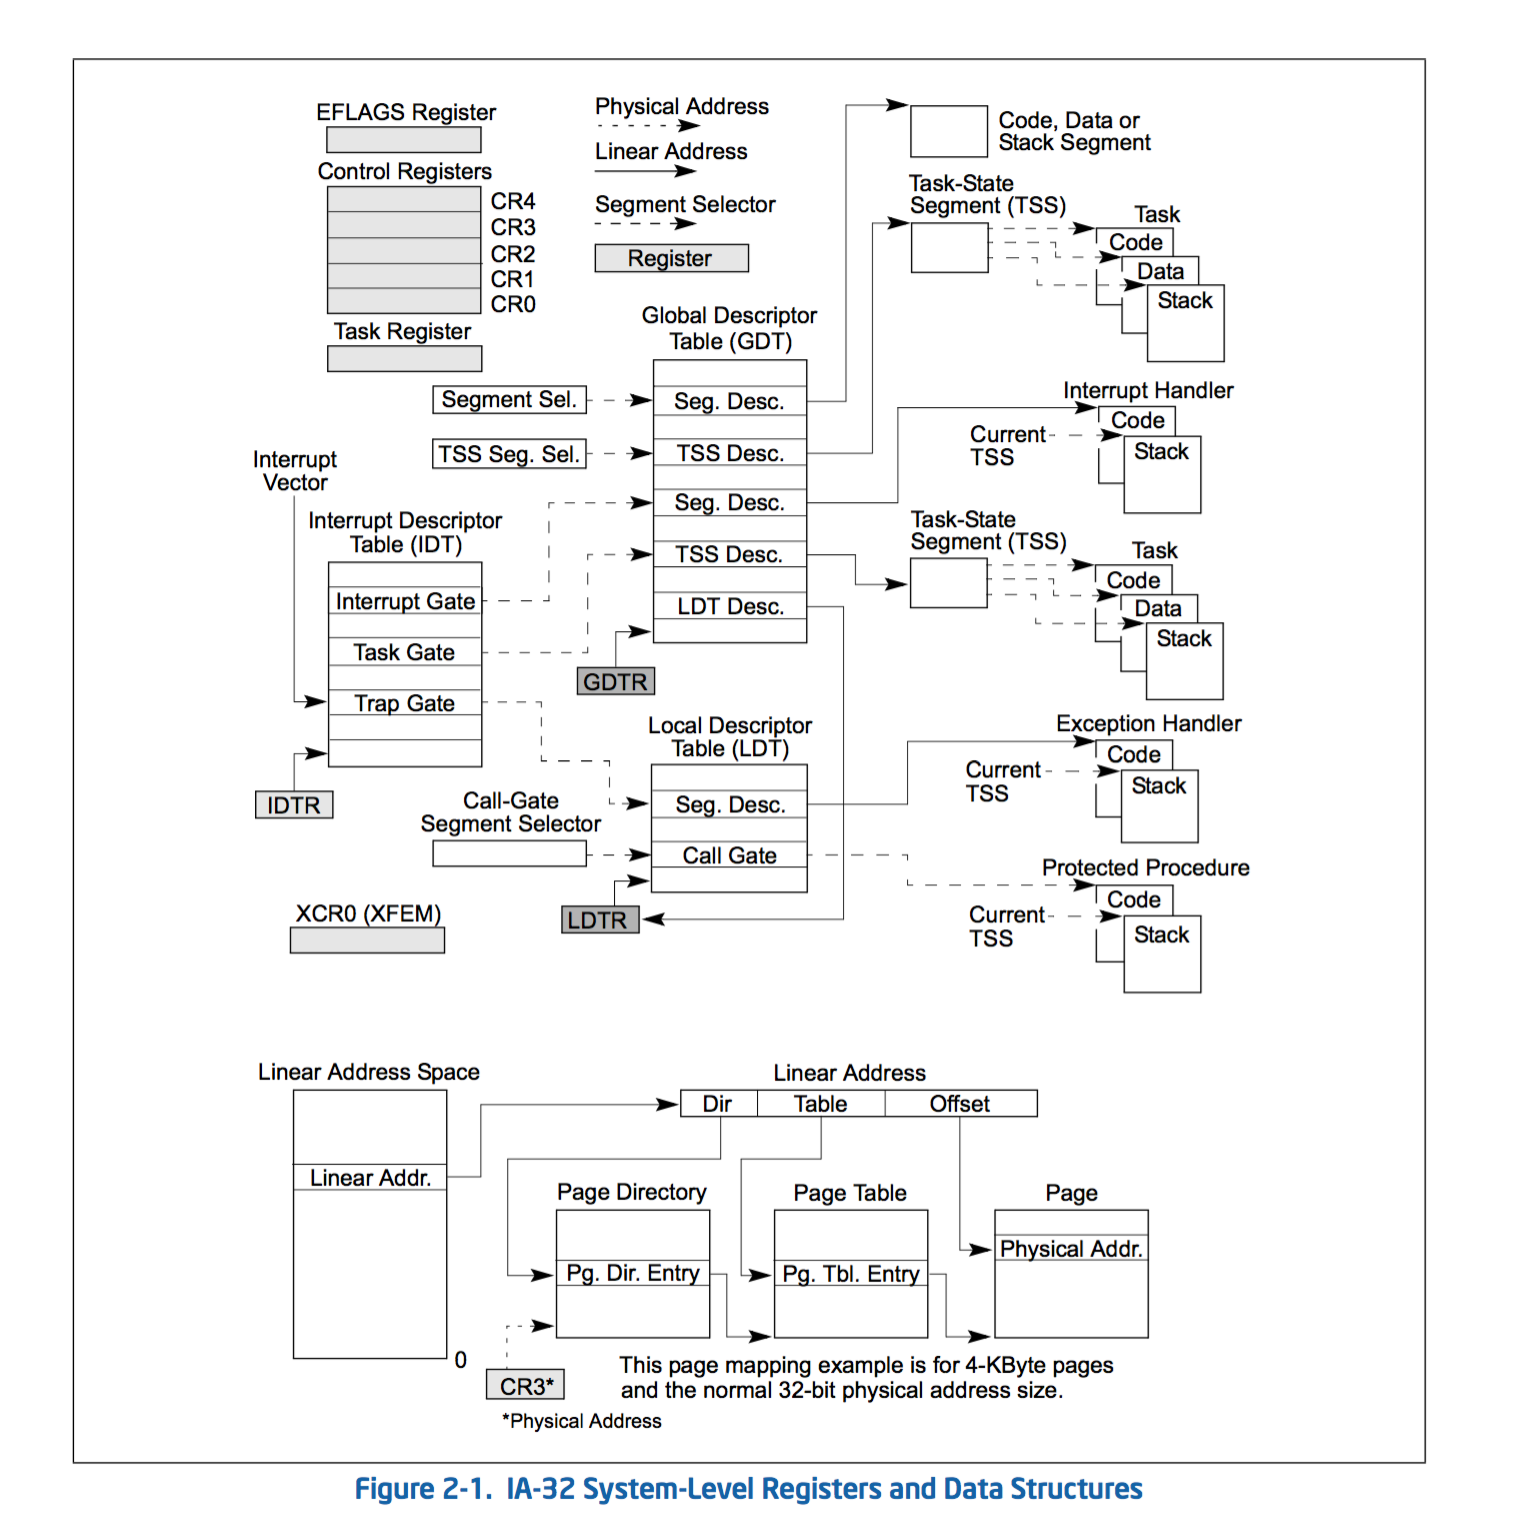 EFLAGS Register
Control Registers
CR4
CR3
CR2
CR1
CR0
Task Register
Physical Address
Linear Address
Segment Selector
Register
Code, Data or
Stack Segment
Task-State
Segment (TSS)
Task
Code
Data
Stack
Global Descriptor
Table (GDT)
Segment Sel.
Seg. Desc.
TSS Seg. Sel.
TSS Desc.
Seg. Desc.
TSS Desc.
LDT Desc.
GDTR
Interrupt Handler
Code
Current
TSS
Stack
Interrupt
Vector
Interrupt Descriptor
Table (IDT)
Interrupt Gate
Task Gate
Trap Gate
IDTR
Task-State
Segment (TSS)
Task
Code
Data
Stack
Local Descriptor
Table (LDT)
Seg. Desc.
Call-Gate
Segment Selector
Call Gate
LDTR
Exception Handler
Code
Current
TSS
Stack
Protected Procedure
Code
Current
TSS
Stack
XCR0 (XFEM)
Linear Address Space
Linear Addr.
0
Linear Address
Dir
Table
Offset
Page Directory
Pg. Dir. Entry
Page Table
Pg. Tbl. Entry
Page
Physical Addr.
CR3*
*Physical Address
This page mapping example is for 4-KByte pages
and the normal 32-bit physical address size.
Figure 2-1. IA-32 System-Level Registers and Data Structures